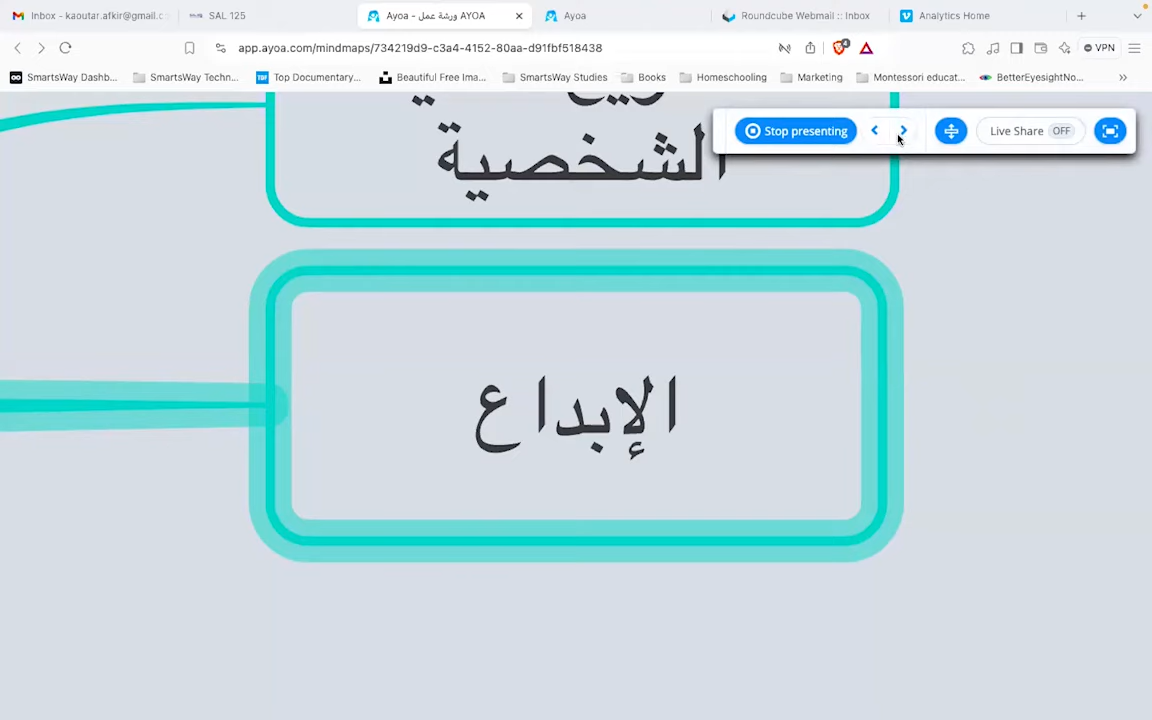 Inbox - kaoutar.afkir@gmail.c
SAL 125
Ayoa - ورشة عمل AYOA
Ayoa
Roundcube Webmail :: Inbox
Analytics Home
app.ayoa.com/mindmaps/734219d9-c3a4-4152-80aa-d91fbf518438
4
VPN
SmartsWay Dashb...
SmartsWay Techn...
Top Documentary...
Beautiful Free Ima...
SmartsWay Studies
Books
Homeschooling
Marketing
Montessori educat...
BetterEyesightNo...
Stop presenting
Live Share OFF
الشخصية
الإبداع